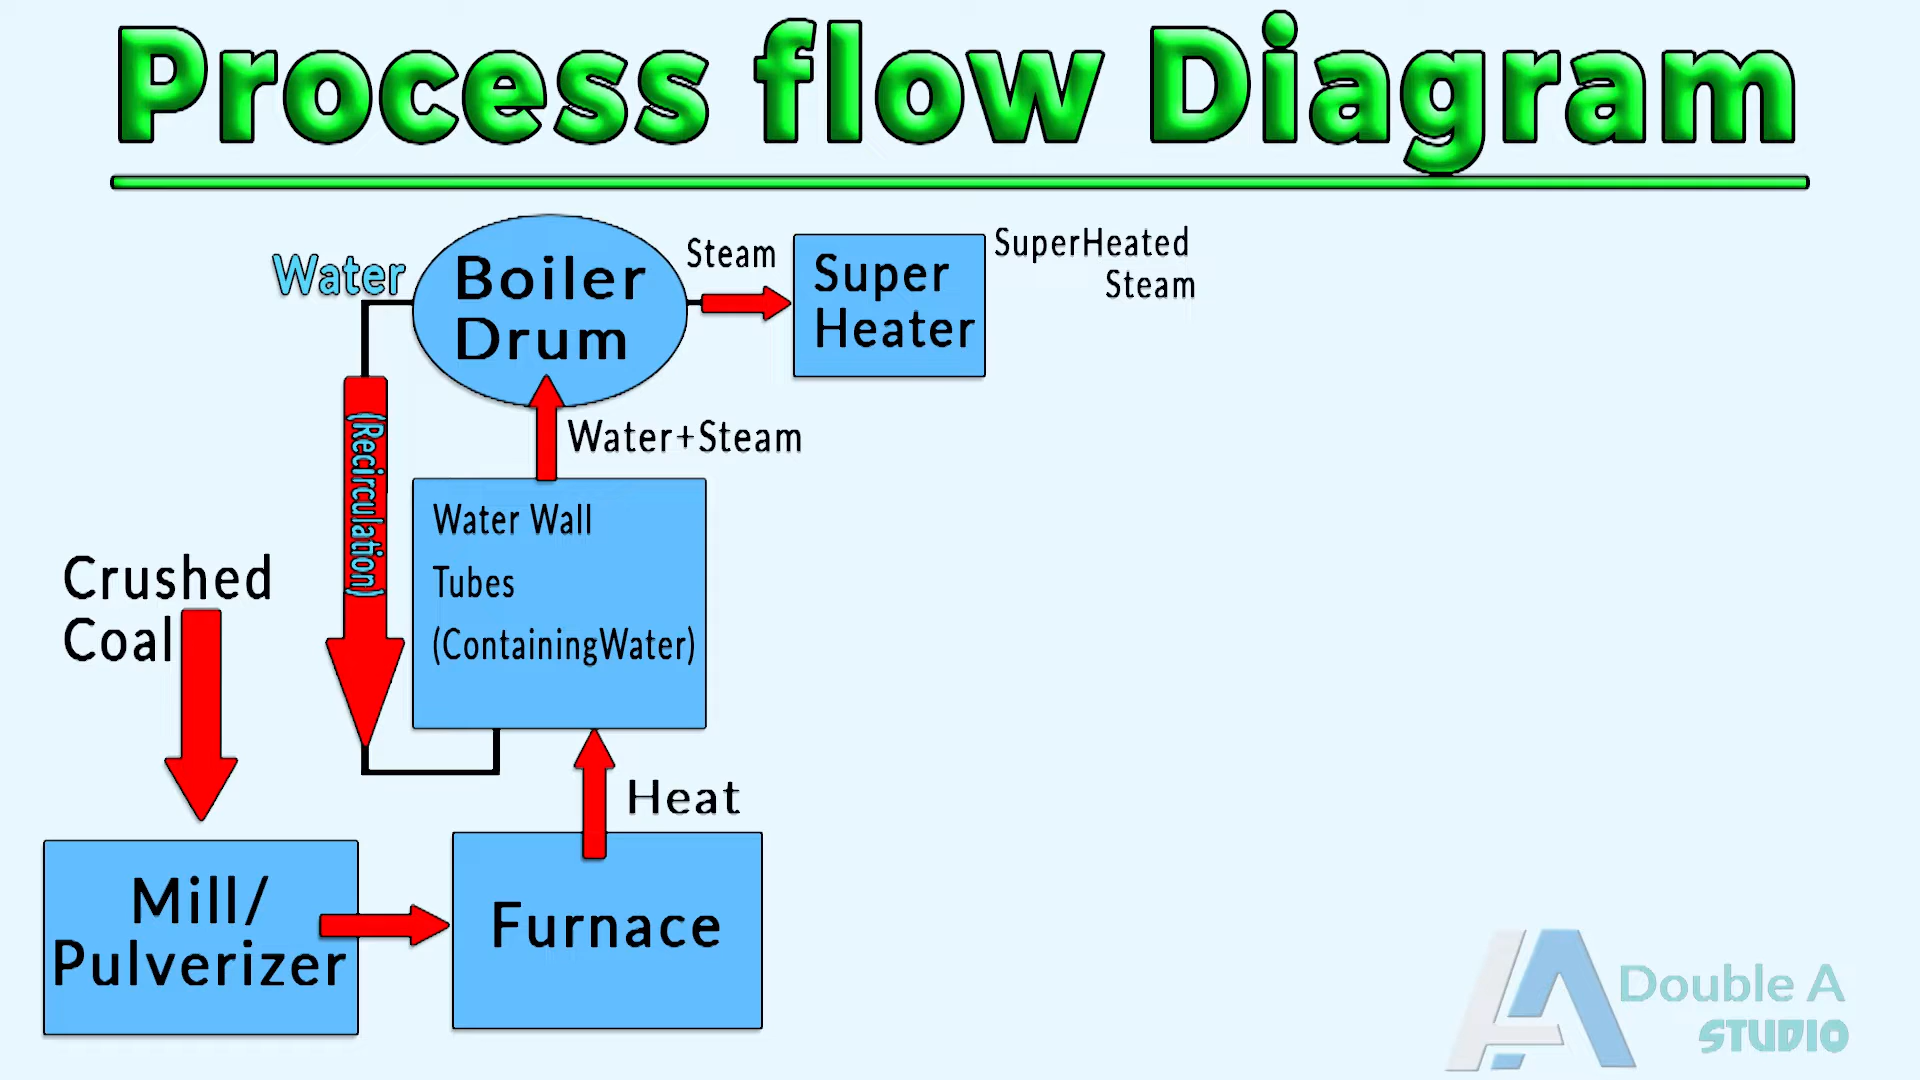 Process flow Diagram
Water
Boiler
Drum
Steam
Super
Heater
SuperHeated
Steam
(Recirculation)
Water+Steam
Water Wall
Tubes
(ContainingWater)
Crushed
Coal
Heat
Mill/
Pulverizer
Furnace
Double A
STUDIO